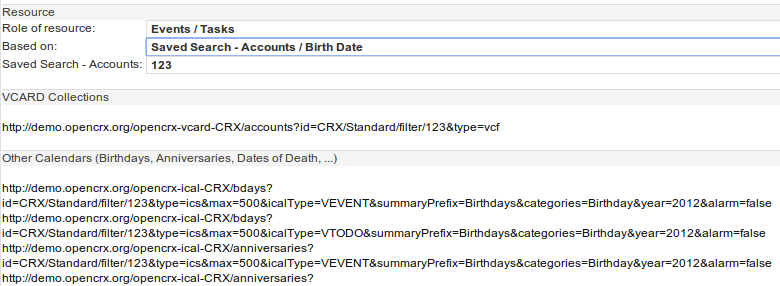 Resource
Role of resource: Events / Tasks
Based on: Saved Search - Accounts / Birth Date
Saved Search - Accounts: 123
VCARD Collections
http://demo.opencrx.org/opencrx-vcard-CRX/accounts?id=CRX/Standard/filter/123&type=vcf
Other Calendars (Birthdays, Anniversaries, Dates of Death, ...)
http://demo.opencrx.org/opencrx-ical-CRX/bdays?
id=CRX/Standard/filter/123&type=ics&max=500&icalType=VEVENT&summaryPrefix=Birthdays&categories=Birthday&year=2012&alarm=false
http://demo.opencrx.org/opencrx-ical-CRX/bdays?
id=CRX/Standard/filter/123&type=ics&max=500&icalType=VTODO&summaryPrefix=Birthdays&categories=Birthday&year=2012&alarm=false
http://demo.opencrx.org/opencrx-ical-CRX/anniversaries?
id=CRX/Standard/filter/123&type=ics&max=500&icalType=VEVENT&summaryPrefix=Birthdays&categories=Birthday&year=2012&alarm=false
http://demo.opencrx.org/opencrx-ical-CRX/anniversaries?